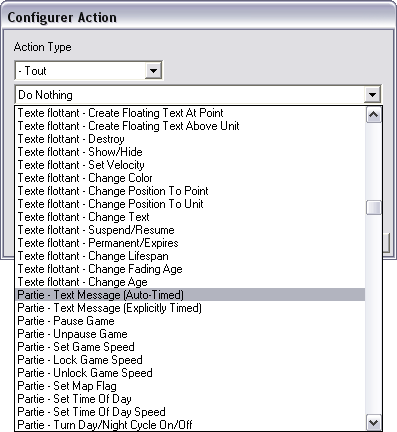 Configurer Action
Action Type
- Tout
Do Nothing
Texte flottant - Create Floating Text At Point
Texte flottant - Create Floating Text Above Unit
Texte flottant - Destroy
Texte flottant - Show/Hide
Texte flottant - Set Velocity
Texte flottant - Change Color
Texte flottant - Change Position To Point
Texte flottant - Change Position To Unit
Texte flottant - Change Text
Texte flottant - Suspend/Resume
Texte flottant - Permanent/Expires
Texte flottant - Change Lifespan
Texte flottant - Change Fading Age
Texte flottant - Change Age
Partie - Text Message (Auto-Timed)
Partie - Text Message (Explicitly Timed)
Partie - Pause Game
Partie - Unpause Game
Partie - Set Game Speed
Partie - Lock Game Speed
Partie - Unlock Game Speed
Partie - Set Map Flag
Partie - Set Time Of Day
Partie - Set Time Of Day Speed
Partie - Turn Day/Night Cycle On/Off